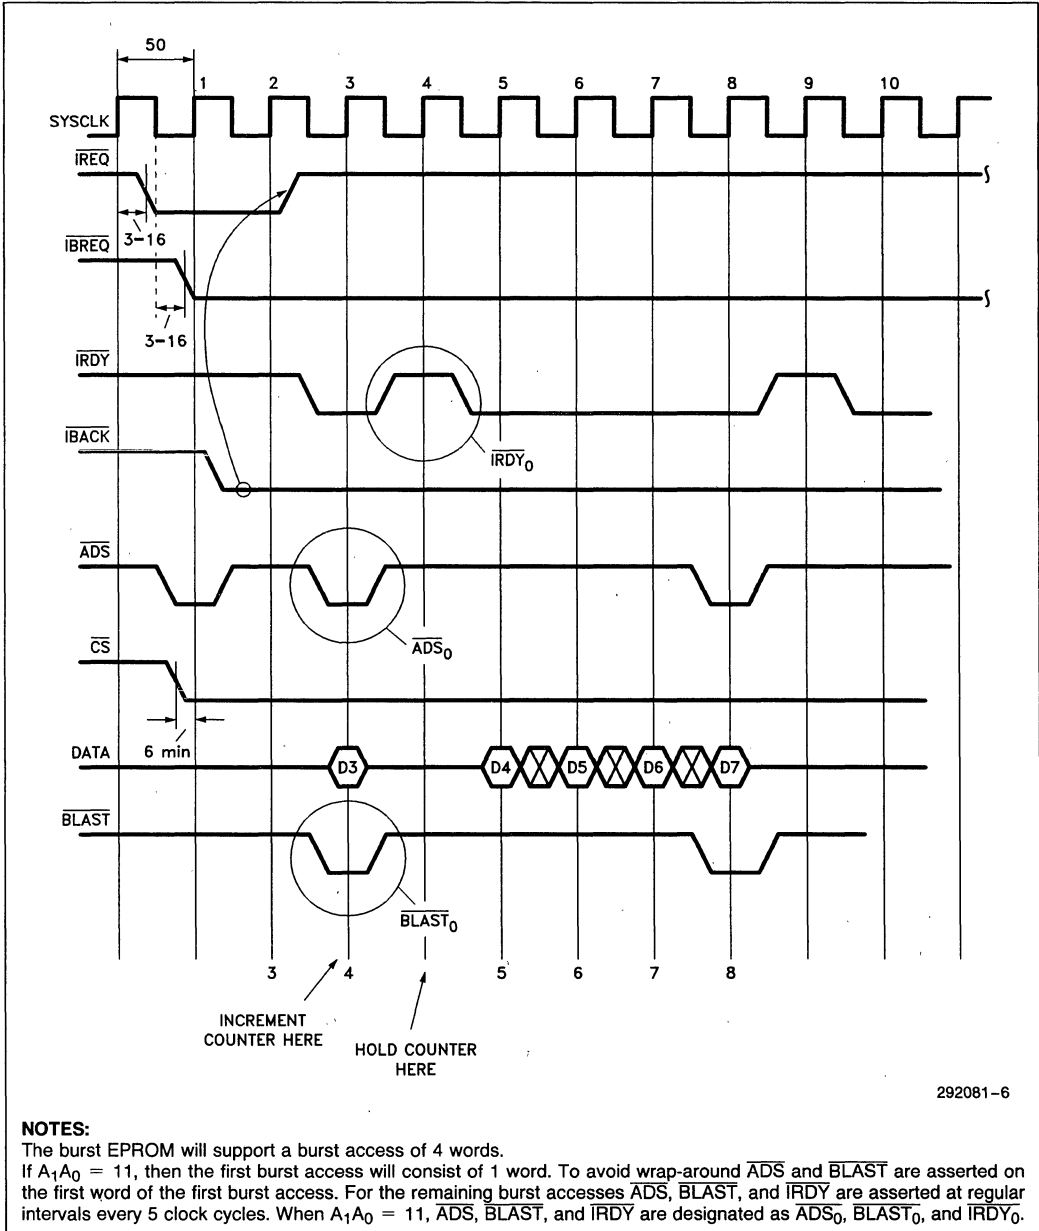 50
1 2 3 4 5 6 7 8 9 10
SYSCLK
IREQ
3-16
IBREQ
3-16
IRDY
IRDY0
IBACK
ADS
ADS0
CS
6 min
DATA D3 D4 D5 D6 D7
BLAST
BLAST0
3 4 5 6 7 8
INCREMENT
COUNTER HERE
HOLD COUNTER
HERE
292081-6
NOTES:
The burst EPROM will support a burst access of 4 words.
If A1A0 = 11, then the first burst access will consist of 1 word. To avoid wrap-around ADS and BLAST are asserted on
the first word of the first burst access. For the remaining burst accesses ADS, BLAST, and IRDY are asserted at regular
intervals every 5 clock cycles. When A1A0 = 11, ADS, BLAST, and IRDY are designated as ADS0, BLAST0, and IRDY0.